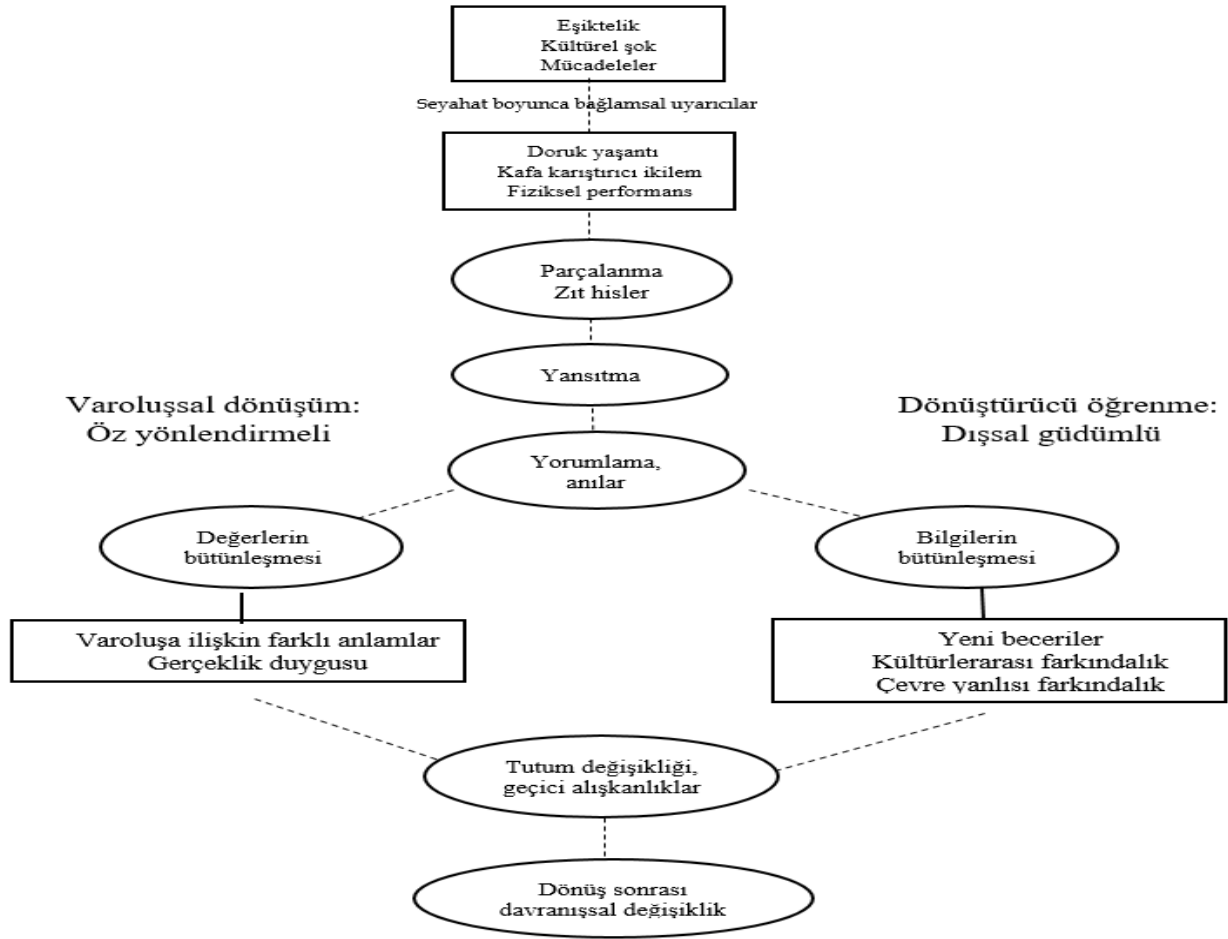 Eşiktelik
Kültürel şok
Mücadeleler
Seyahat boyunca bağlamsal uyarıcılar
Doruk yaşantı
Kafa karıştırıcı ikilem
Fiziksel performans
Parçalanma
Zıt hisler
Yansıtma
Varoluşsal dönüşüm:
Öz yönlendirmeli
Dönüştürücü öğrenme:
Dışsal güdümlü
Yorumlama,
anılar
Değerlerin
bütünleşmesi
Bilgilerin
bütünleşmesi
Varoluşa ilişkin farklı anlamlar
Gerçeklik duygusu
Yeni beceriler
Kültürlerarası farkındalık
Çevre yanlısı farkındalık
Tutum değişikliği,
geçici alışkanlıklar
Dönüş sonrası
davranışsal değişiklik